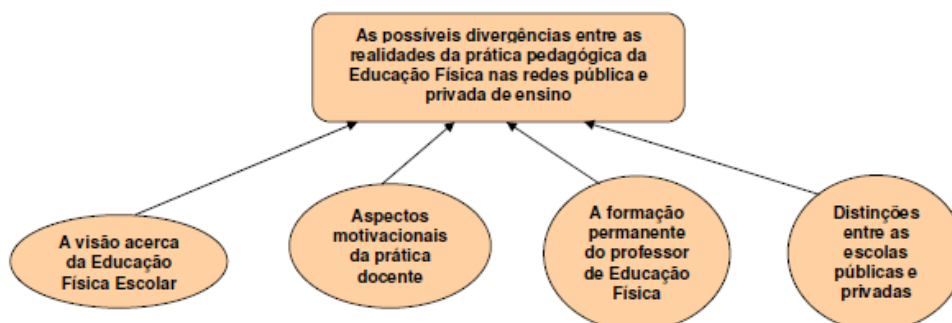 As possíveis divergências entre as
realidades da prática pedagógica da
Educação Física nas redes pública e
privada de ensino
A visão acerca
da Educação
Física Escolar
Aspectos
motivacionais
da prática
docente
A formação
permanente
do professor
de Educação
Física
Distinções
entre as
escolas
públicas e
privadas